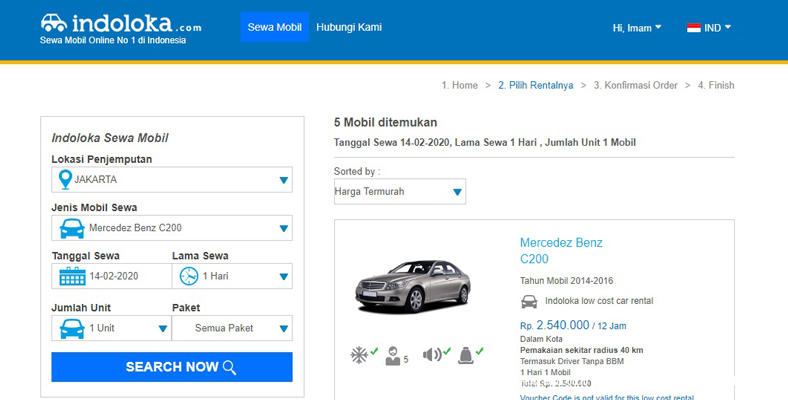 indoloka.com
Sewa Mobil Online No 1 di Indonesia
Sewa Mobil
Hubungi Kami
Hi, Imam
IND
1. Home > 2. Pilih Rentalnya > 3. Konfirmasi Order > 4. Finish
Indoloka Sewa Mobil
Lokasi Penjemputan
JAKARTA
Jenis Mobil Sewa
Mercedez Benz C200
Tanggal Sewa
Lama Sewa
14-02-2020
1 Hari
Jumlah Unit
Paket
1 Unit
Semua Paket
SEARCH NOW
5 Mobil ditemukan
Tanggal Sewa 14-02-2020, Lama Sewa 1 Hari , Jumlah Unit 1 Mobil
Sorted by :
Harga Termurah
Mercedez Benz
C200
Tahun Mobil 2014-2016
Indoloka low cost car rental
Rp. 2.540.000 / 12 Jam
Dalam Kota
Pemakaian sekitar radius 40 km
Termasuk Driver Tanpa BBM
1 Hari 1 Mobil
Total Rp. 2.540.000
Voucher Code is not valid for this low cost rental
5